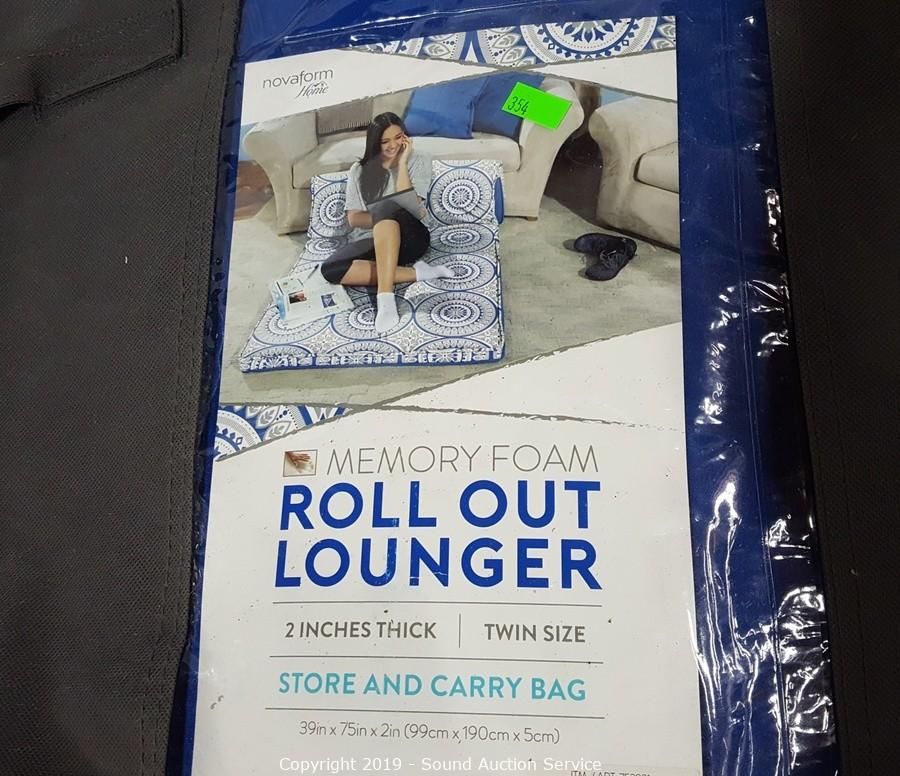 novaform
Home
354
MEMORY FOAM
ROLL OUT
LOUNGER
2 INCHES THICK | TWIN SIZE
STORE AND CARRY BAG
39in x 75in x 2in (99cm x 190cm x 5cm)
Copyright 2019 - Sound Auction Service